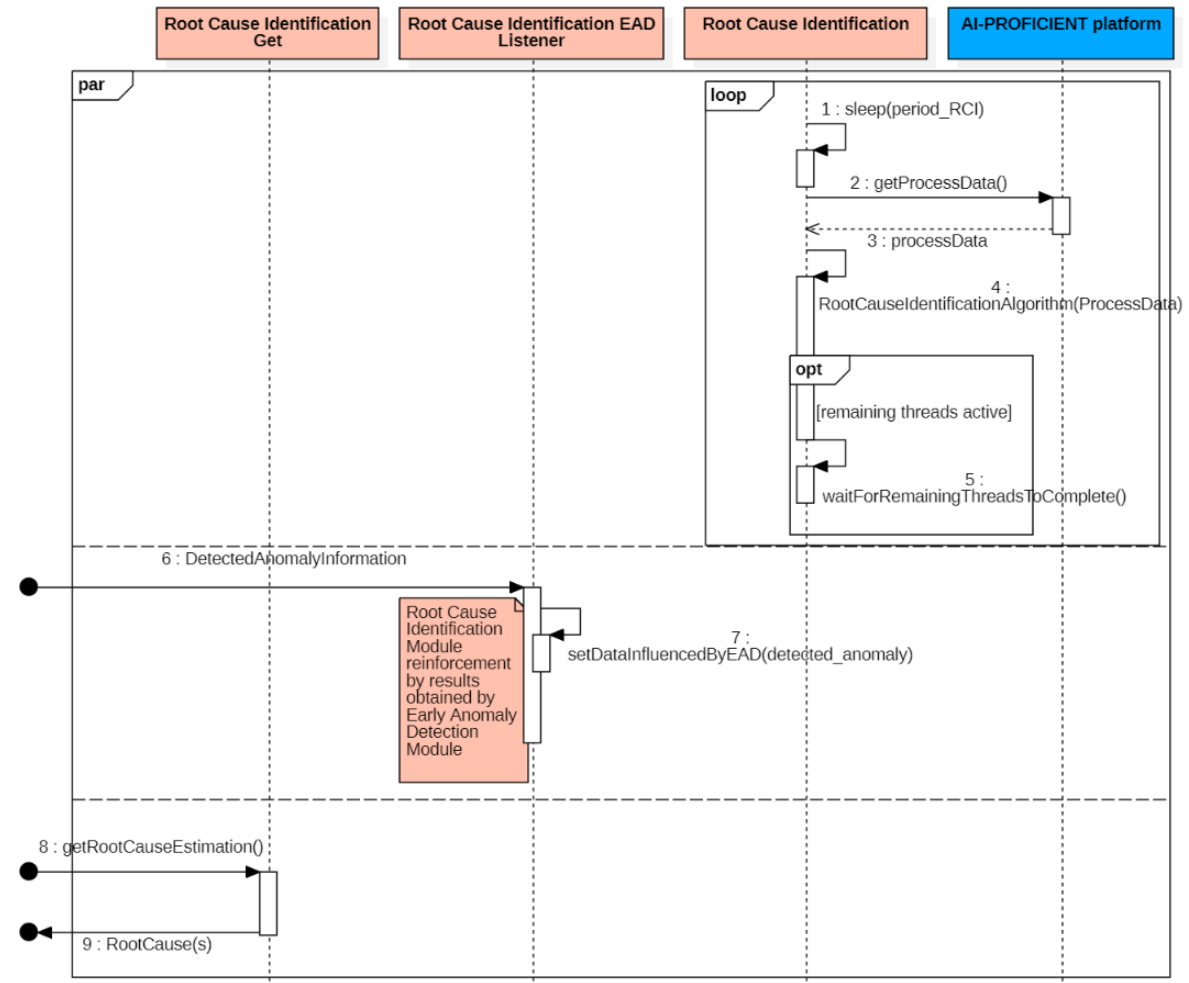 Root Cause Identification
Get
Root Cause Identification EAD
Listener
Root Cause Identification
AI-PROFICIENT platform
par
loop
1 : sleep(period_RCI)
2 : getProcessData()
3 : processData
4 :
RootCauseIdentificationAlgorithm(ProcessData)
opt
[remaining threads active]
5 :
waitForRemainingThreadsToComplete()
6 : DetectedAnomalyInformation
Root Cause
Identification
Module
reinforcement
by results
obtained by
Early Anomaly
Detection
Module
7 :
setDataInfluencedByEAD(detected_anomaly)
8 : getRootCauseEstimation()
9 : RootCause(s)